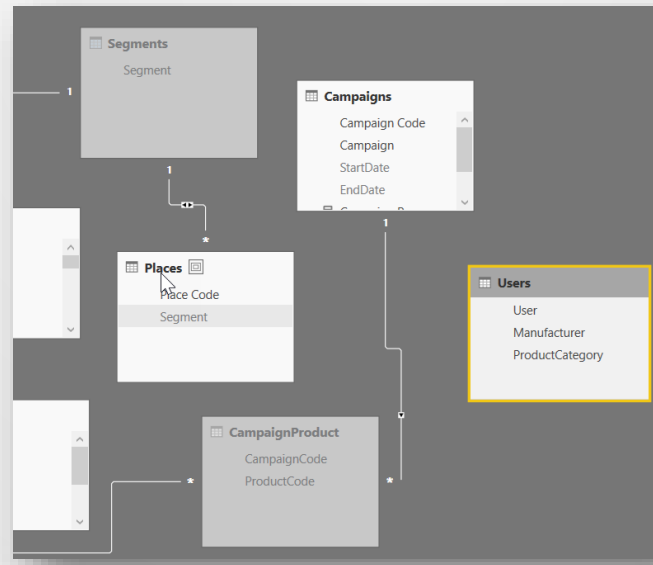 Segments
Segment
1
1
*
Campaigns
Campaign Code
Campaign
StartDate
EndDate
1
Places
Place Code
Segment
Users
User
Manufacturer
ProductCategory
CampaignProduct
CampaignCode
ProductCode
*
*